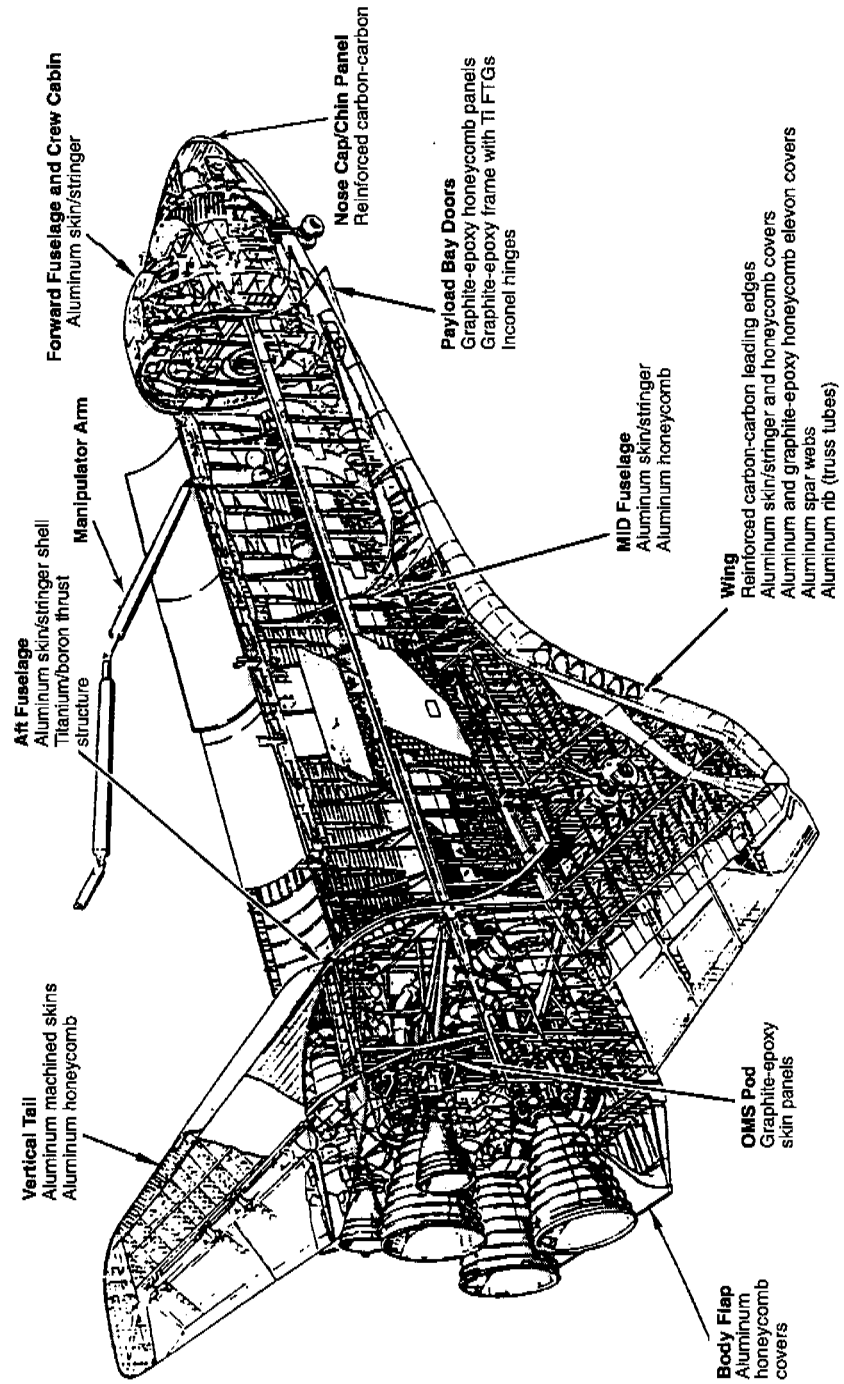 Vertical Tail
Aluminum machined skins
Aluminum honeycomb
Aft Fuselage
Aluminum skin/stringer shell
Titanium/boron thrust
structure
Manipulator Arm
Forward Fuselage and Crew Cabin
Aluminum skin/stringer
Nose Cap/Chin Panel
Reinforced carbon-carbon
Payload Bay Doors
Graphite-epoxy honeycomb panels
Graphite-epoxy frame with Ti FTGs
Inconel hinges
MID Fuselage
Aluminum skin/stringer
Aluminum honeycomb
Wing
Reinforced carbon-carbon leading edges
Aluminum skin/stringer and honeycomb covers
Aluminum and graphite-epoxy honeycomb elevon covers
Aluminum spar webs
Aluminum rib (truss tubes)
OMS Pod
Graphite-epoxy
skin panels
Body Flap
Aluminum
honeycomb
covers